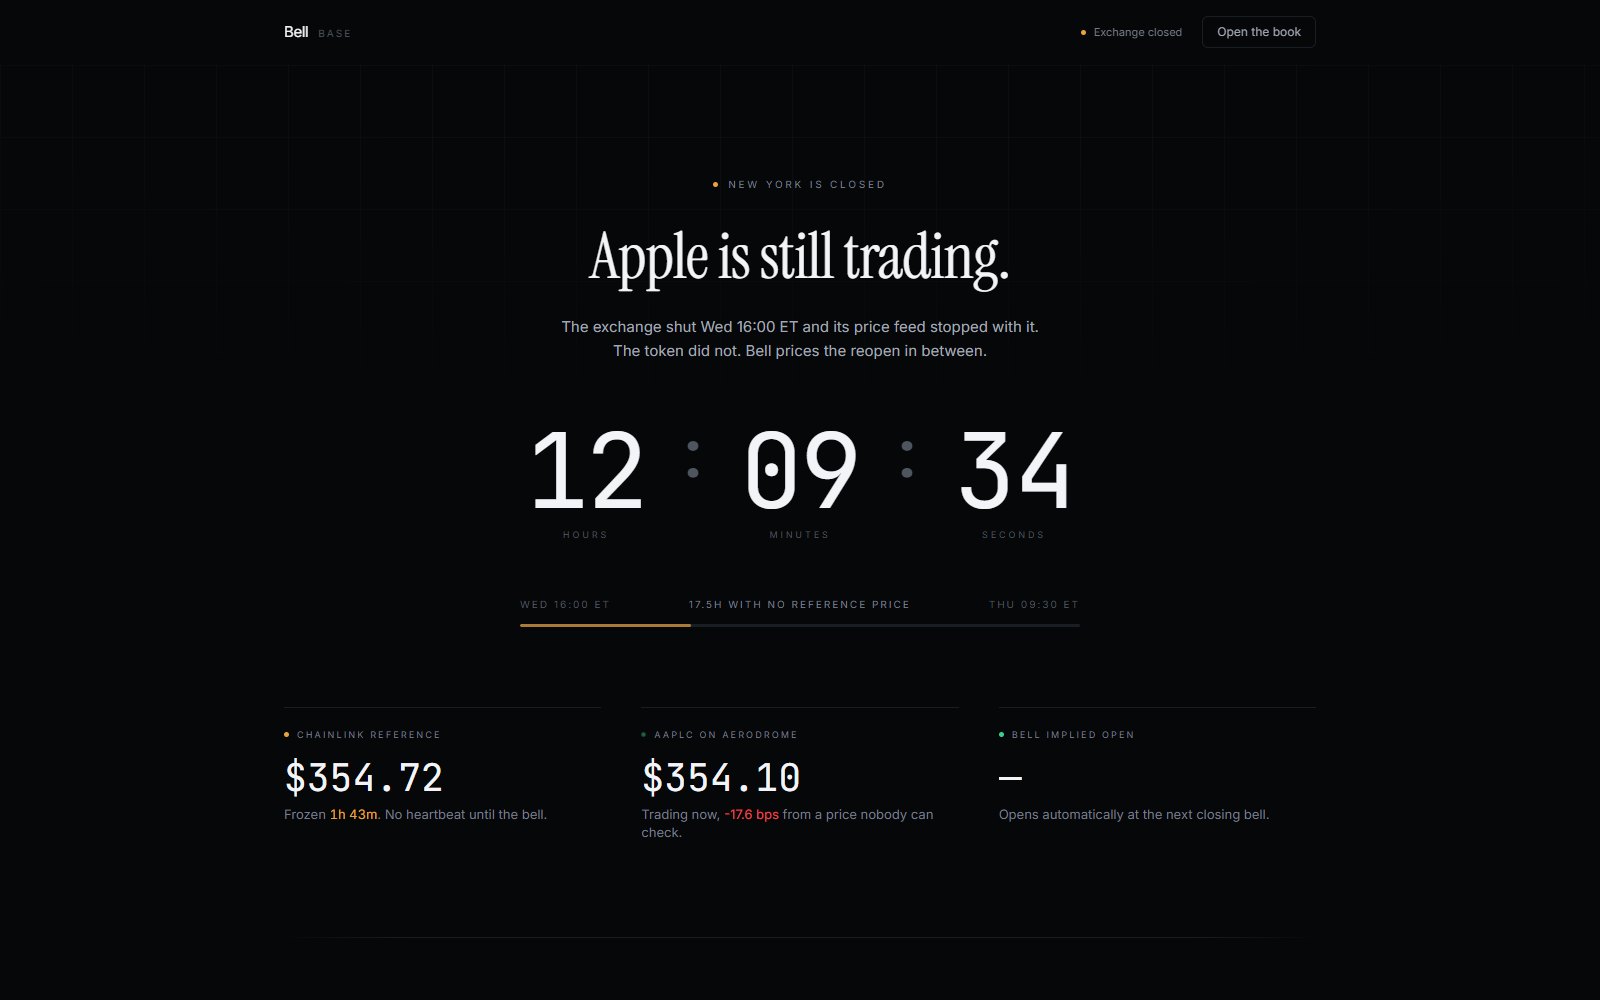 Bell BASE
Exchange closed
Open the book
NEW YORK IS CLOSED
Apple is still trading.
The exchange shut Wed 16:00 ET and its price feed stopped with it.
The token did not. Bell prices the reopen in between.
12 : 09 : 34
HOURS MINUTES SECONDS
WED 16:00 ET 17.5H WITH NO REFERENCE PRICE THU 09:30 ET
CHAINLINK REFERENCE
$354.72
Frozen 1h 43m. No heartbeat until the bell.
AAPLC ON AERODROME
$354.10
Trading now, -17.6 bps from a price nobody can
check.
BELL IMPLIED OPEN
—
Opens automatically at the next closing bell.